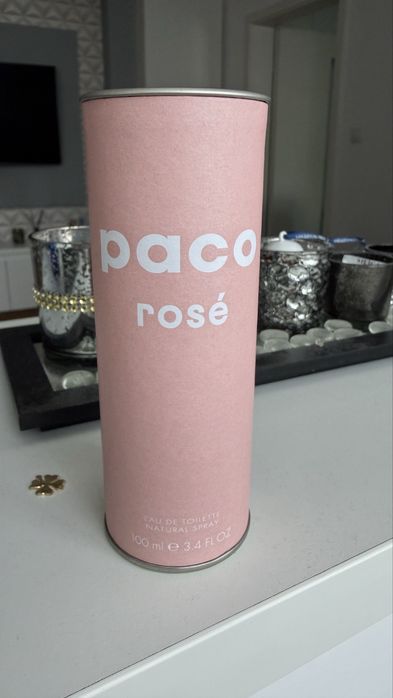 paco
rosé
EAU DE TOILETTE
NATURAL SPRAY
100 ml ℮ 3.4 FL.OZ